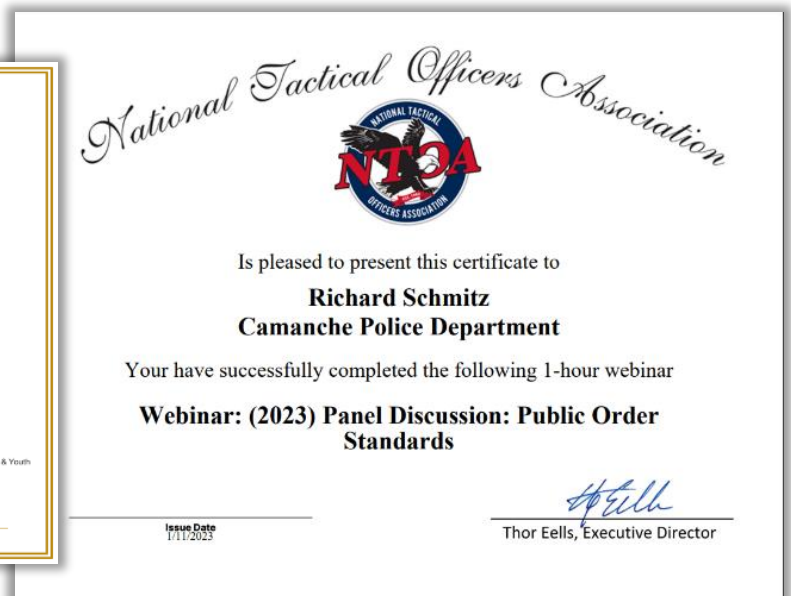 National Tactical Officers Association
NATIONAL TACTICAL
NTOA
OFFICERS ASSOCIATION
Is pleased to present this certificate to
Richard Schmitz
Camanche Police Department
Your have successfully completed the following 1-hour webinar
Webinar: (2023) Panel Discussion: Public Order
Standards
& Youth
Issue Date
1/11/2023
Thor Eells, Executive Director